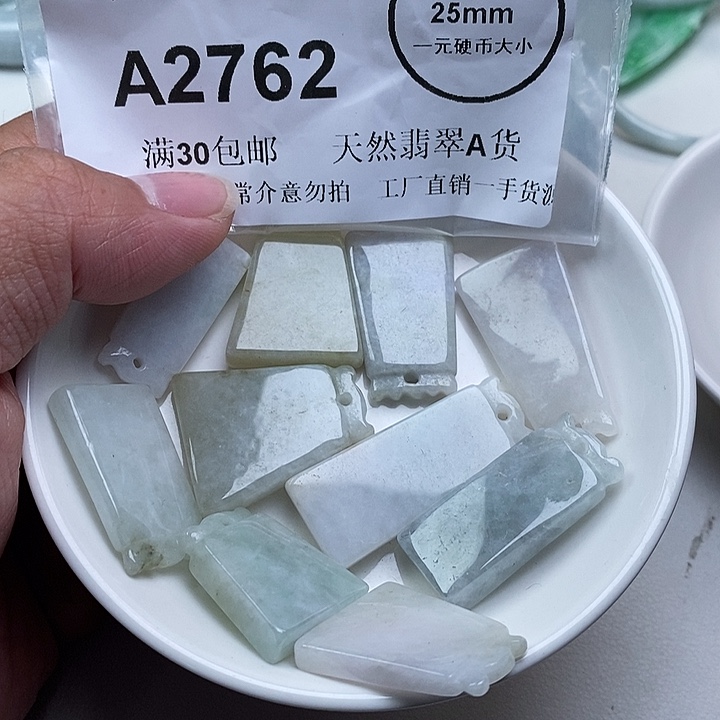 25mm
一元硬币大小
A2762
满30包邮 天然翡翠A货
常介意勿拍 工厂直销一手货源